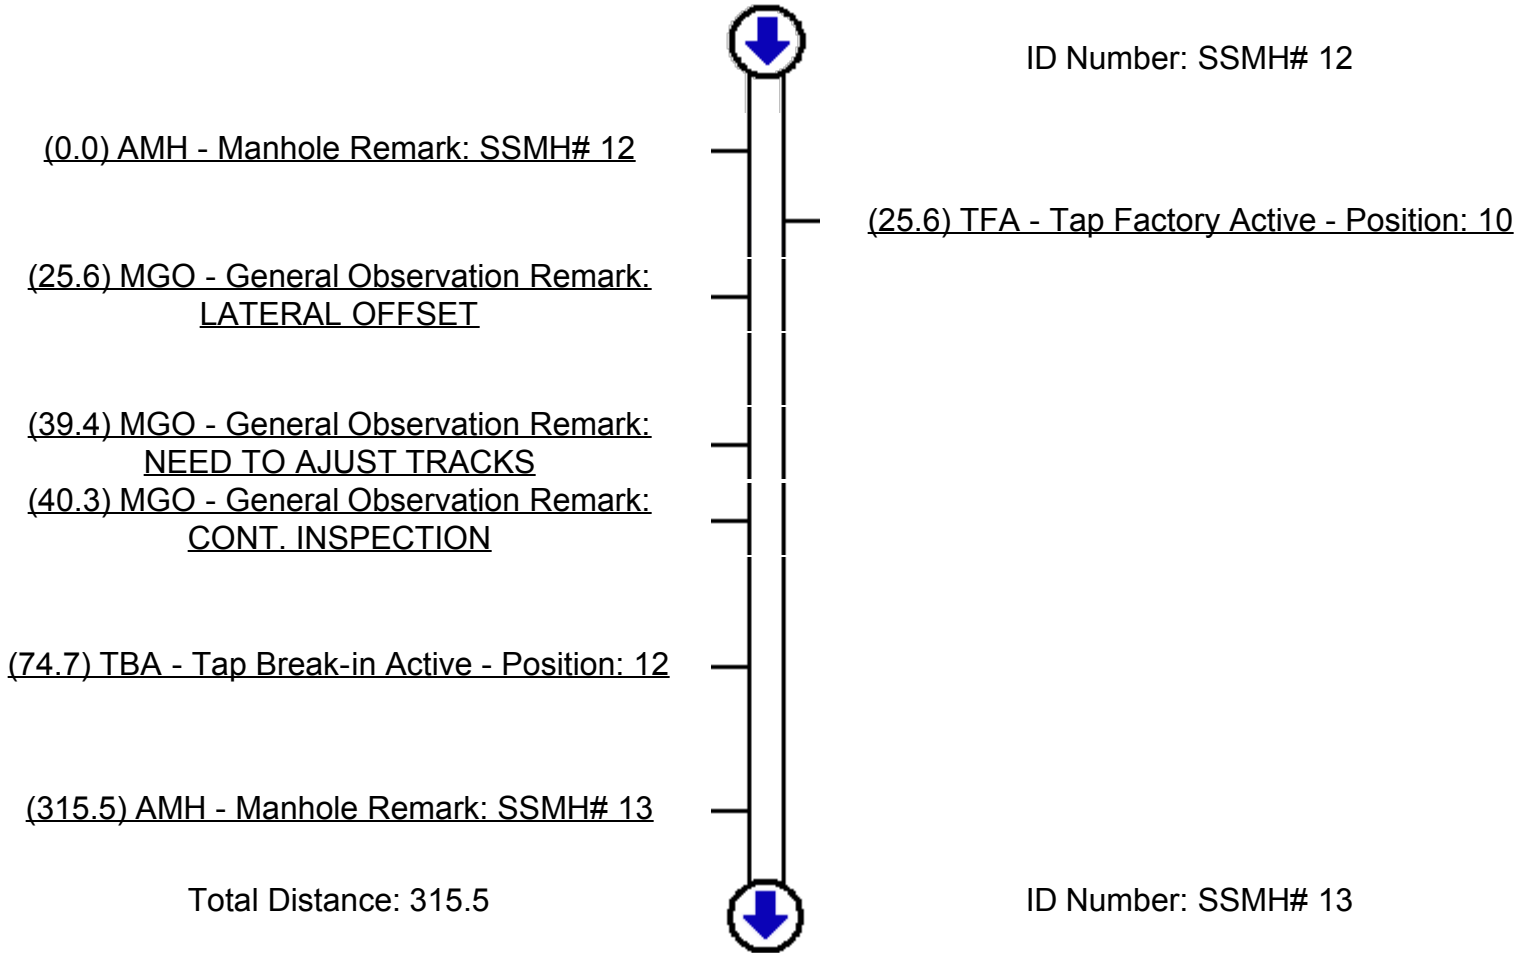 ID Number: SSMH# 12
(0.0) AMH - Manhole Remark: SSMH# 12
(25.6) TFA - Tap Factory Active - Position: 10
(25.6) MGO - General Observation Remark:
LATERAL OFFSET
(39.4) MGO - General Observation Remark:
NEED TO AJUST TRACKS
(40.3) MGO - General Observation Remark:
CONT. INSPECTION
(74.7) TBA - Tap Break-in Active - Position: 12
(315.5) AMH - Manhole Remark: SSMH# 13
Total Distance: 315.5
ID Number: SSMH# 13